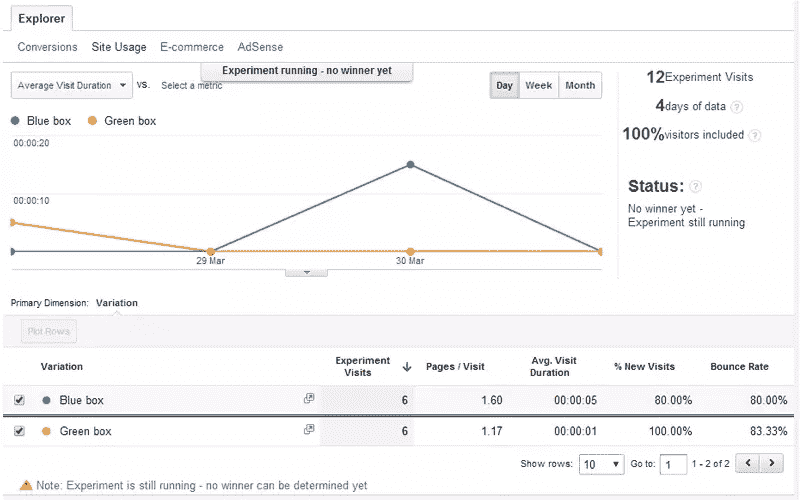 Explorer
Conversions Site Usage E-commerce AdSense
Experiment running - no winner yet
Average Visit Duration VS. Select a metric
Day Week Month
12 Experiment Visits
4 days of data ?
100% visitors included ?
Blue box Green box
00:00:20
00:00:10
29 Mar 30 Mar
Status: ?
No winner yet -
Experiment still running
Primary Dimension: Variation
Plot Rows
Variation Experiment Visits Pages / Visit Avg. Visit Duration % New Visits Bounce Rate
Blue box 6 1.60 00:00:05 80.00% 80.00%
Green box 6 1.17 00:00:01 100.00% 83.33%
Show rows: 10 Go to: 1 1 - 2 of 2
Note: Experiment is still running - no winner can be determined yet